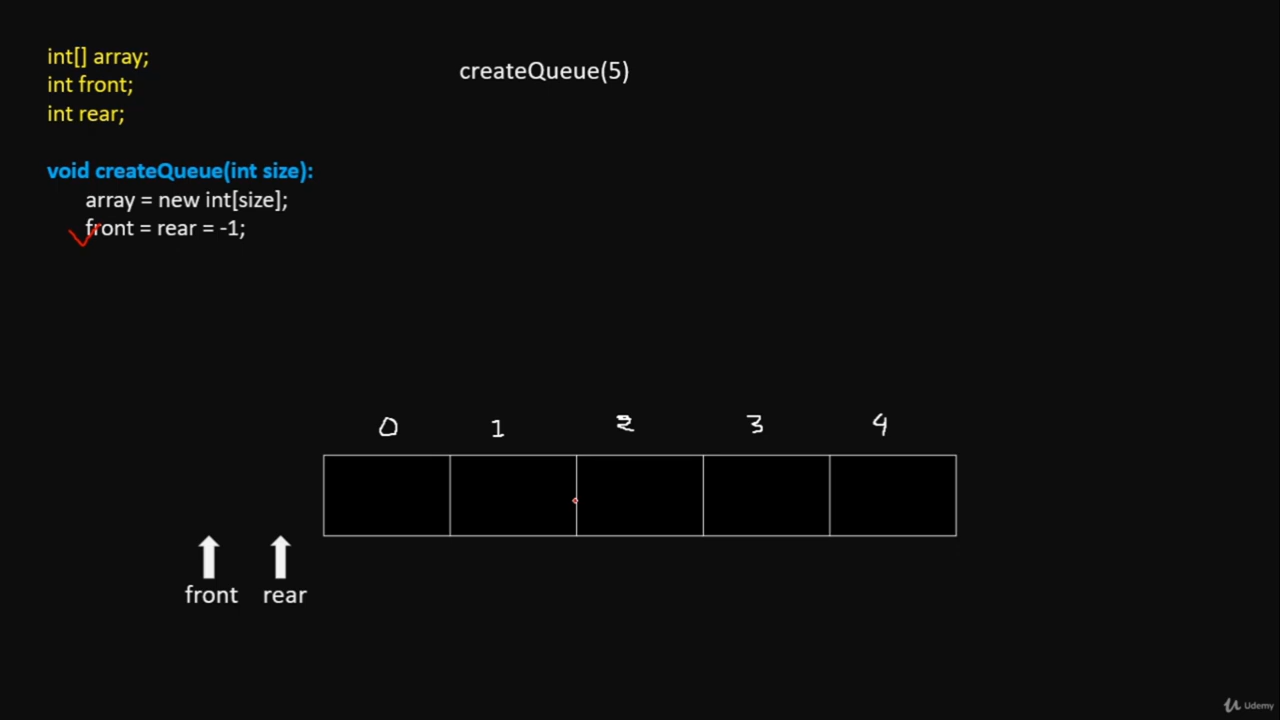 int[] array;
int front;
int rear;
createQueue(5)
void createQueue(int size):
array = new int[size];
front = rear = -1;
0 1 2 3 4
front rear
Udemy